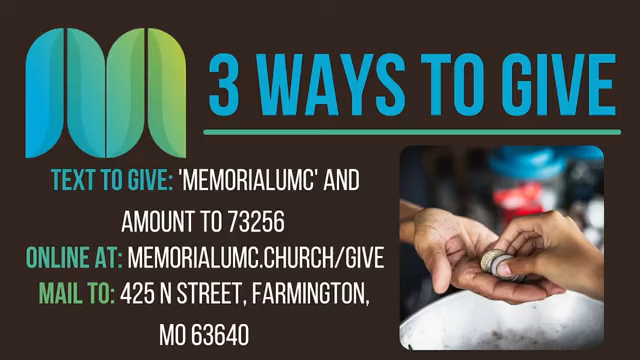 3 WAYS TO GIVE
TEXT TO GIVE: 'MEMORIALUMC' AND
AMOUNT TO 73256
ONLINE AT: MEMORIALUMC.CHURCH/GIVE
MAIL TO: 425 N STREET, FARMINGTON,
MO 63640